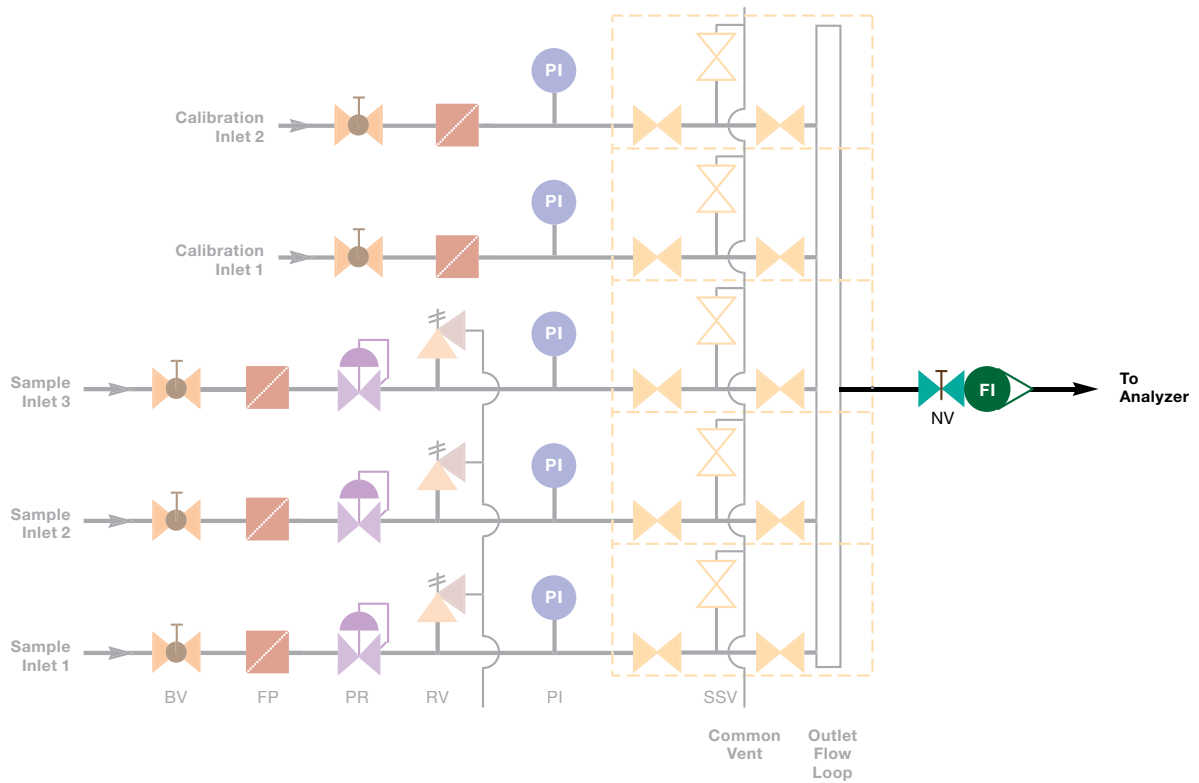 PI
Calibration
Inlet 2
PI
Calibration
Inlet 1
PI
Sample
Inlet 3
FI
To
Analyzer
NV
PI
Sample
Inlet 2
PI
Sample
Inlet 1
BV
FP
PR
RV
PI
SSV
Common
Vent
Outlet
Flow
Loop